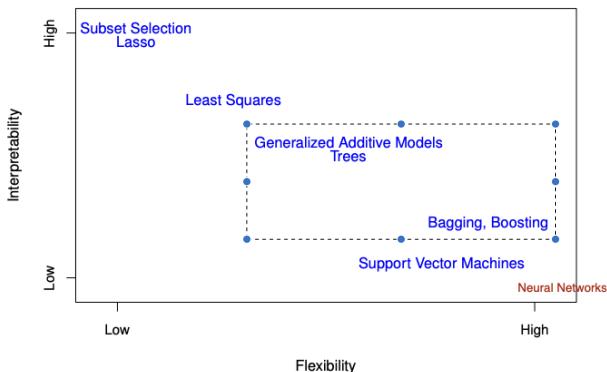 High
Subset Selection
Lasso
Least Squares
Generalized Additive Models
Trees
Bagging, Boosting
Support Vector Machines
Neural Networks
Low
Interpretability
Low
High
Flexibility